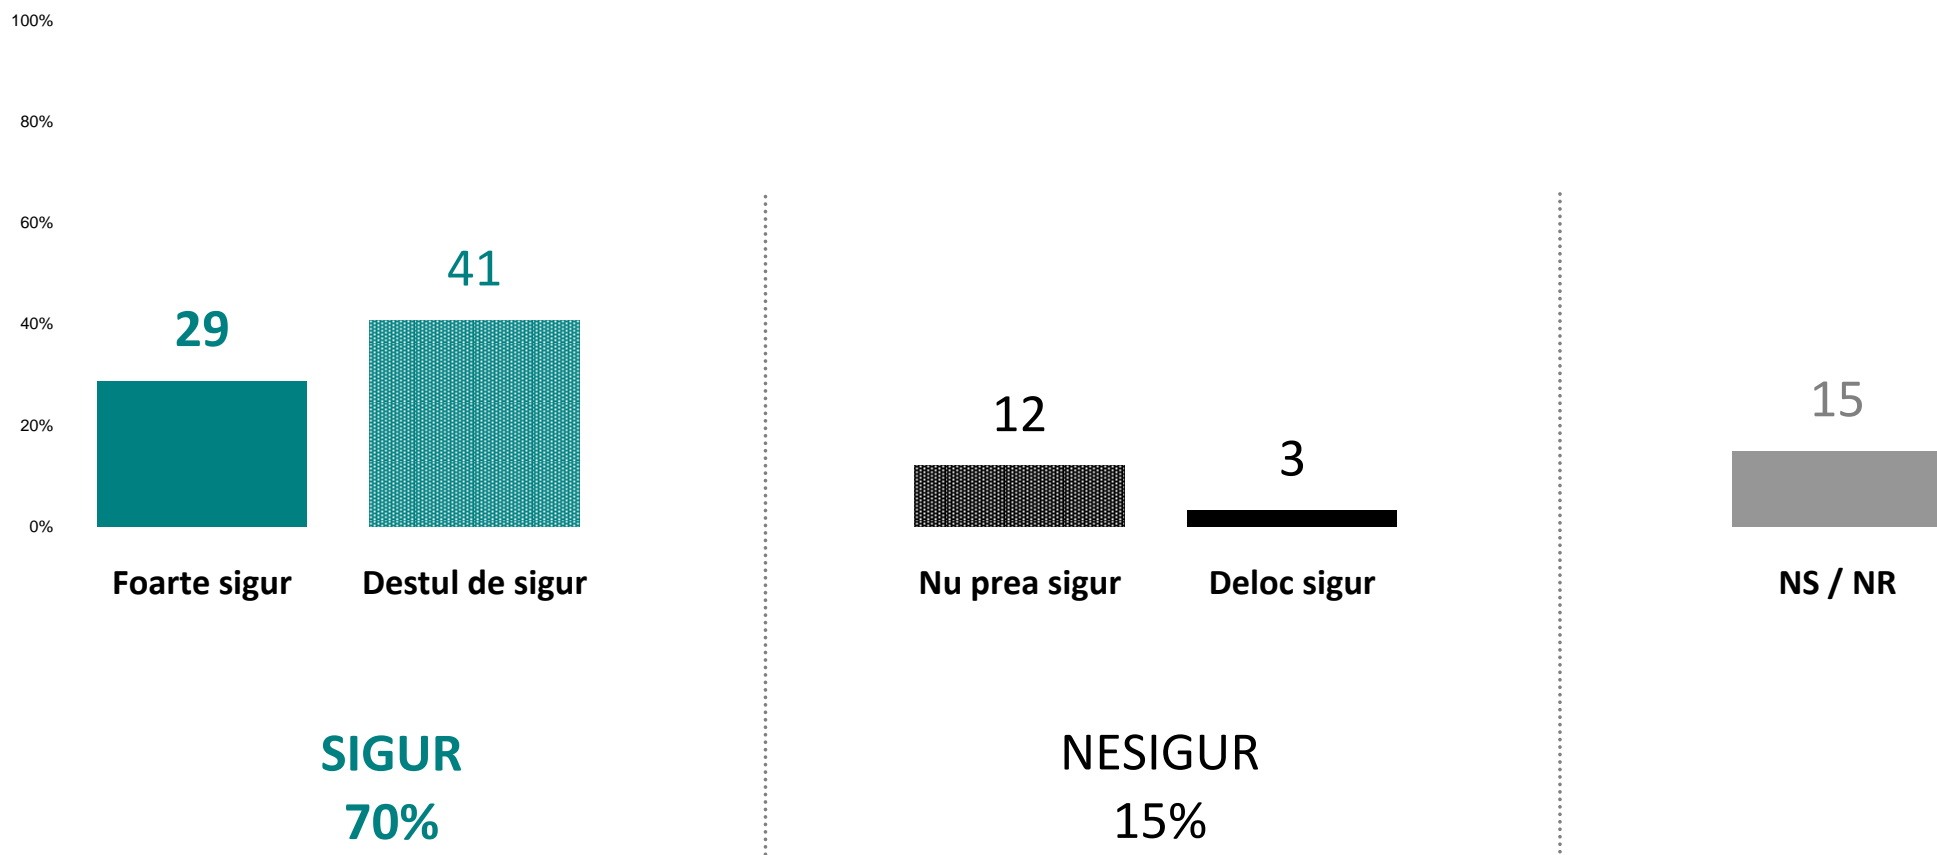 100%
80%
60%
40%
20%
0%
29
41
12
3
15
Foarte sigur
Destul de sigur
Nu prea sigur
Deloc sigur
NS / NR
SIGUR
70%
NESIGUR
15%